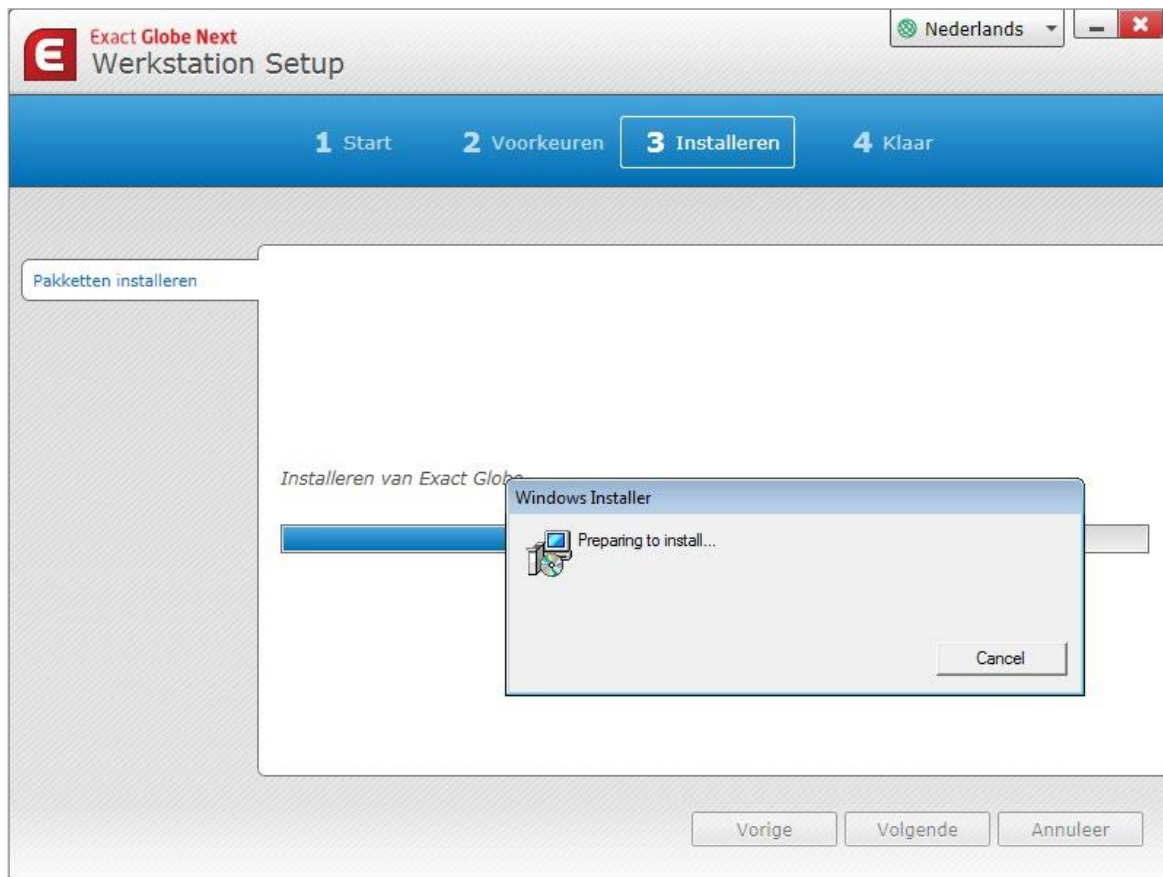 Exact Globe Next
Werkstation Setup
Nederlands
1 Start
2 Voorkeuren
3 Installeren
4 Klaar
Pakketten installeren
Installeren van Exact Globe
Windows Installer
Preparing to install...
Cancel
Vorige
Volgende
Annuleer